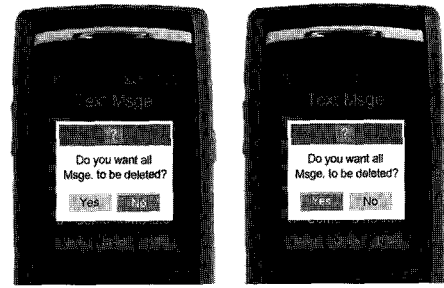 Text Msge
?
Do you want all
Msge. to be deleted?
Yes No
Text Msge
?
Do you want all
Msge. to be deleted?
Yes No